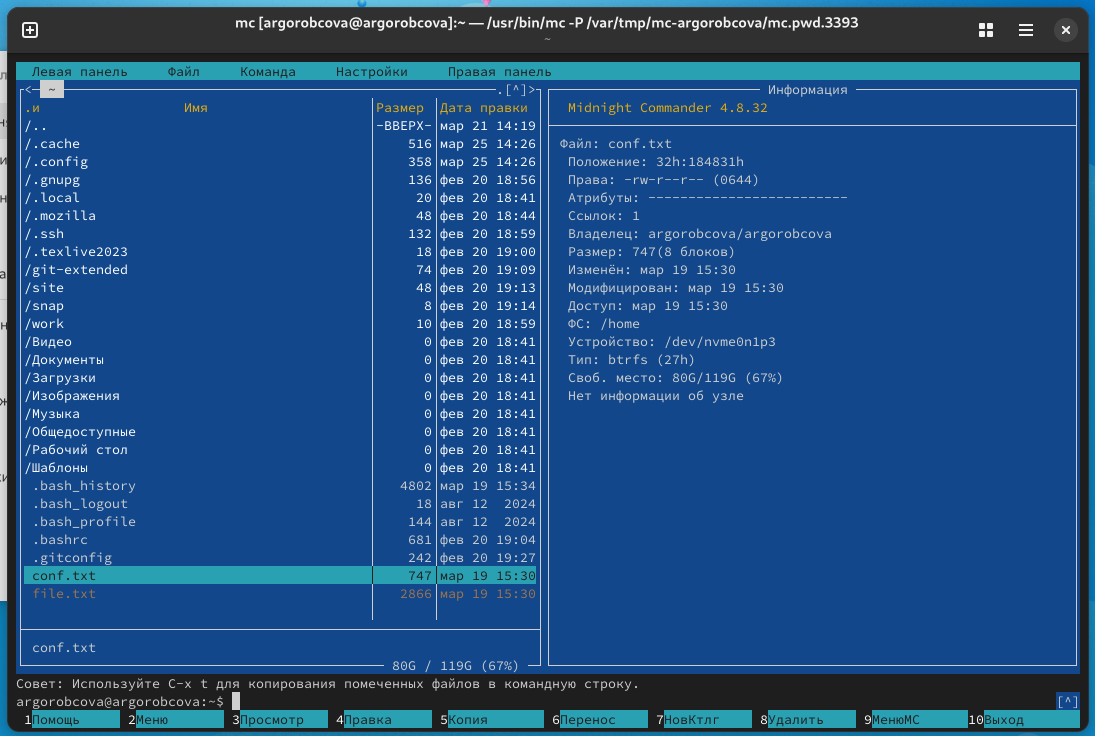 mc [argorobcova@argorobcova]:~ — /usr/bin/mc -P /var/tmp/mc-argorobcova/mc.pwd.3393
~
Левая панель Файл Команда Настройки Правая панель
<- ~ .[^]>
.и Имя Размер Дата правки
/.. -ВВЕРХ- мар 21 14:19
/.cache 516 мар 25 14:26
/.config 358 мар 25 14:26
/.gnupg 136 фев 20 18:56
/.local 20 фев 20 18:41
/.mozilla 48 фев 20 18:44
/.ssh 132 фев 20 18:59
/.texlive2023 18 фев 20 19:00
/git-extended 74 фев 20 19:09
/site 48 фев 20 19:13
/snap 8 фев 20 19:14
/work 10 фев 20 18:59
/Видео 0 фев 20 18:41
/Документы 0 фев 20 18:41
/Загрузки 0 фев 20 18:41
/Изображения 0 фев 20 18:41
/Музыка 0 фев 20 18:41
/Общедоступные 0 фев 20 18:41
/Рабочий стол 0 фев 20 18:41
/Шаблоны 0 фев 20 18:41
.bash_history 4802 мар 19 15:34
.bash_logout 18 авг 12 2024
.bash_profile 144 авг 12 2024
.bashrc 681 фев 20 19:04
.gitconfig 242 фев 20 19:27
conf.txt 747 мар 19 15:30
file.txt 2866 мар 19 15:30
conf.txt
80G / 119G (67%)
Информация
Midnight Commander 4.8.32
Файл: conf.txt
Положение: 32h:184831h
Права: -rw-r--r-- (0644)
Атрибуты: -------------------------
Ссылок: 1
Владелец: argorobcova/argorobcova
Размер: 747(8 блоков)
Изменён: мар 19 15:30
Модифицирован: мар 19 15:30
Доступ: мар 19 15:30
ФС: /home
Устройство: /dev/nvme0n1p3
Тип: btrfs (27h)
Своб. место: 80G/119G (67%)
Нет информации об узле
Совет: Используйте C-x t для копирования помеченных файлов в командную строку.
argorobcova@argorobcova:~$ [^]
1Помощь 2Меню 3Просмотр 4Правка 5Копия 6Перенос 7НовКтлг 8Удалить 9МенюМС 10Выход